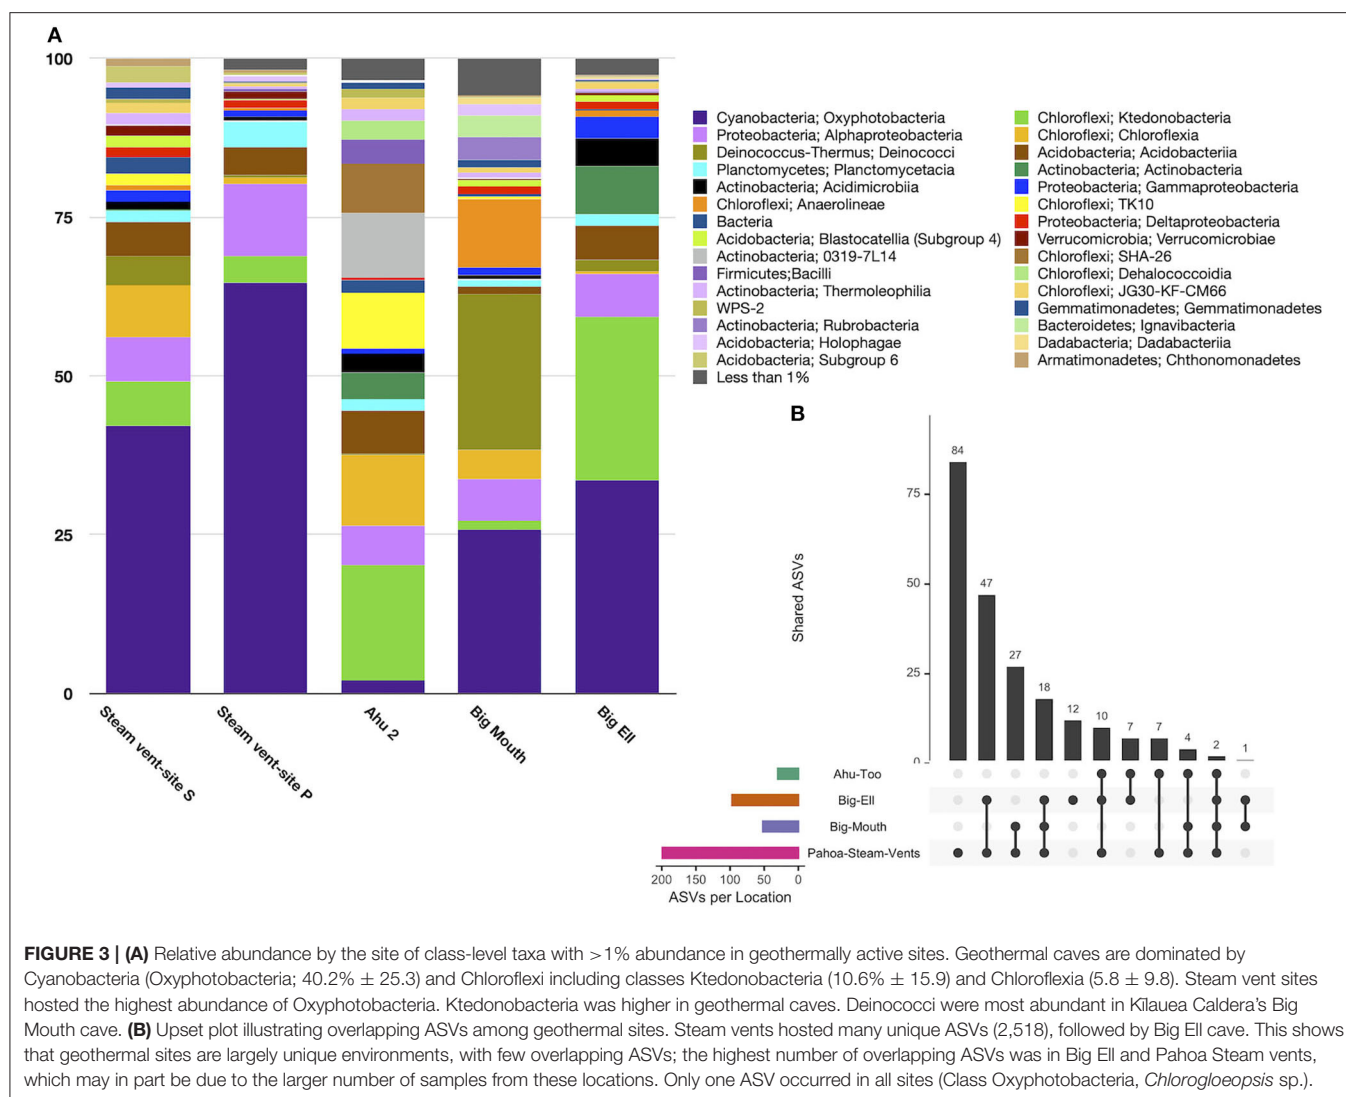 A
100
75
50
25
0
Steam vent-site S
Steam vent-site P
Ahu 2
Big Mouth
Big Ell
Cyanobacteria; Oxyphotobacteria
Proteobacteria; Alphaproteobacteria
Deinococcus-Thermus; Deinococci
Planctomycetes; Planctomycetacia
Actinobacteria; Acidimicrobiia
Chloroflexi; Anaerolineae
Bacteria
Acidobacteria; Blastocatellia (Subgroup 4)
Actinobacteria; 0319-7L14
Firmicutes;Bacilli
Actinobacteria; Thermoleophilia
WPS-2
Actinobacteria; Rubrobacteria
Acidobacteria; Holophagae
Acidobacteria; Subgroup 6
Less than 1%
Chloroflexi; Ktedonobacteria
Chloroflexi; Chloroflexia
Acidobacteria; Acidobacteriia
Actinobacteria; Actinobacteria
Proteobacteria; Gammaproteobacteria
Chloroflexi; TK10
Proteobacteria; Deltaproteobacteria
Verrucomicrobia; Verrucomicrobiae
Chloroflexi; SHA-26
Chloroflexi; Dehalococcoidia
Chloroflexi; JG30-KF-CM66
Gemmatimonadetes; Gemmatimonadetes
Bacteroidetes; Ignavibacteria
Dadabacteria; Dadabacteriia
Armatimonadetes; Chthonomonadetes
B
Shared ASVs
75
50
25
0
84
47
27
18
12
10
7
7
4
2
1
Ahu-Too
Big-Ell
Big-Mouth
Pahoa-Steam-Vents
200 150 100 50 0
ASVs per Location
FIGURE 3 | (A) Relative abundance by the site of class-level taxa with >1% abundance in geothermally active sites. Geothermal caves are dominated by
Cyanobacteria (Oxyphotobacteria; 40.2% ± 25.3) and Chloroflexi including classes Ktedonobacteria (10.6% ± 15.9) and Chloroflexia (5.8 ± 9.8). Steam vent sites
hosted the highest abundance of Oxyphotobacteria. Ktedonobacteria was higher in geothermal caves. Deinococci were most abundant in Kīlauea Caldera's Big
Mouth cave. (B) Upset plot illustrating overlapping ASVs among geothermal sites. Steam vents hosted many unique ASVs (2,518), followed by Big Ell cave. This shows
that geothermal sites are largely unique environments, with few overlapping ASVs; the highest number of overlapping ASVs was in Big Ell and Pahoa Steam vents,
which may in part be due to the larger number of samples from these locations. Only one ASV occurred in all sites (Class Oxyphotobacteria, Chlorogloeopsis sp.).